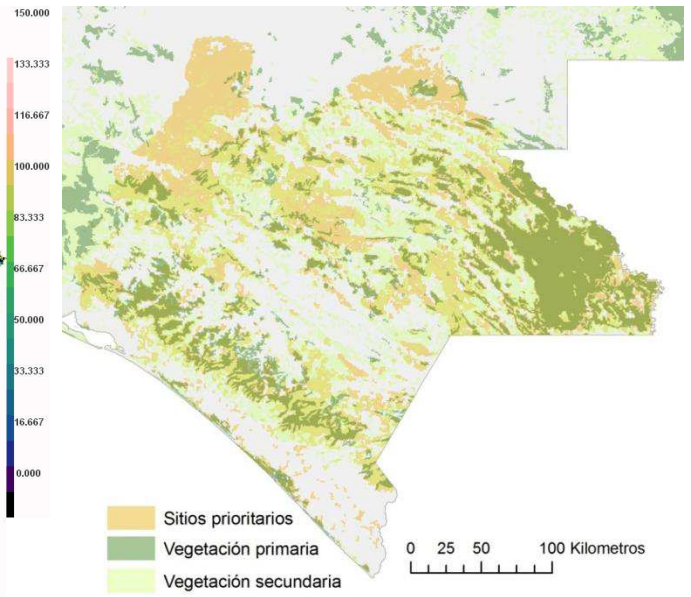 150.000
133.333
116.667
100.000
83.333
66.667
50.000
33.333
16.667
0.000
Sitios prioritarios
Vegetación primaria
Vegetación secundaria
0 25 50 100 Kilometros